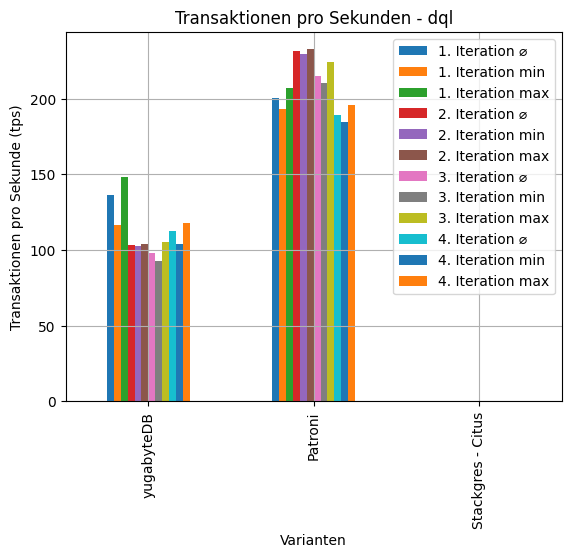 Transaktionen pro Sekunden - dql
Transaktionen pro Sekunde (tps)
200
150
100
50
0
1. Iteration ⌀
1. Iteration min
1. Iteration max
2. Iteration ⌀
2. Iteration min
2. Iteration max
3. Iteration ⌀
3. Iteration min
3. Iteration max
4. Iteration ⌀
4. Iteration min
4. Iteration max
yugabyteDB
Patroni
Stackgres - Citus
Varianten